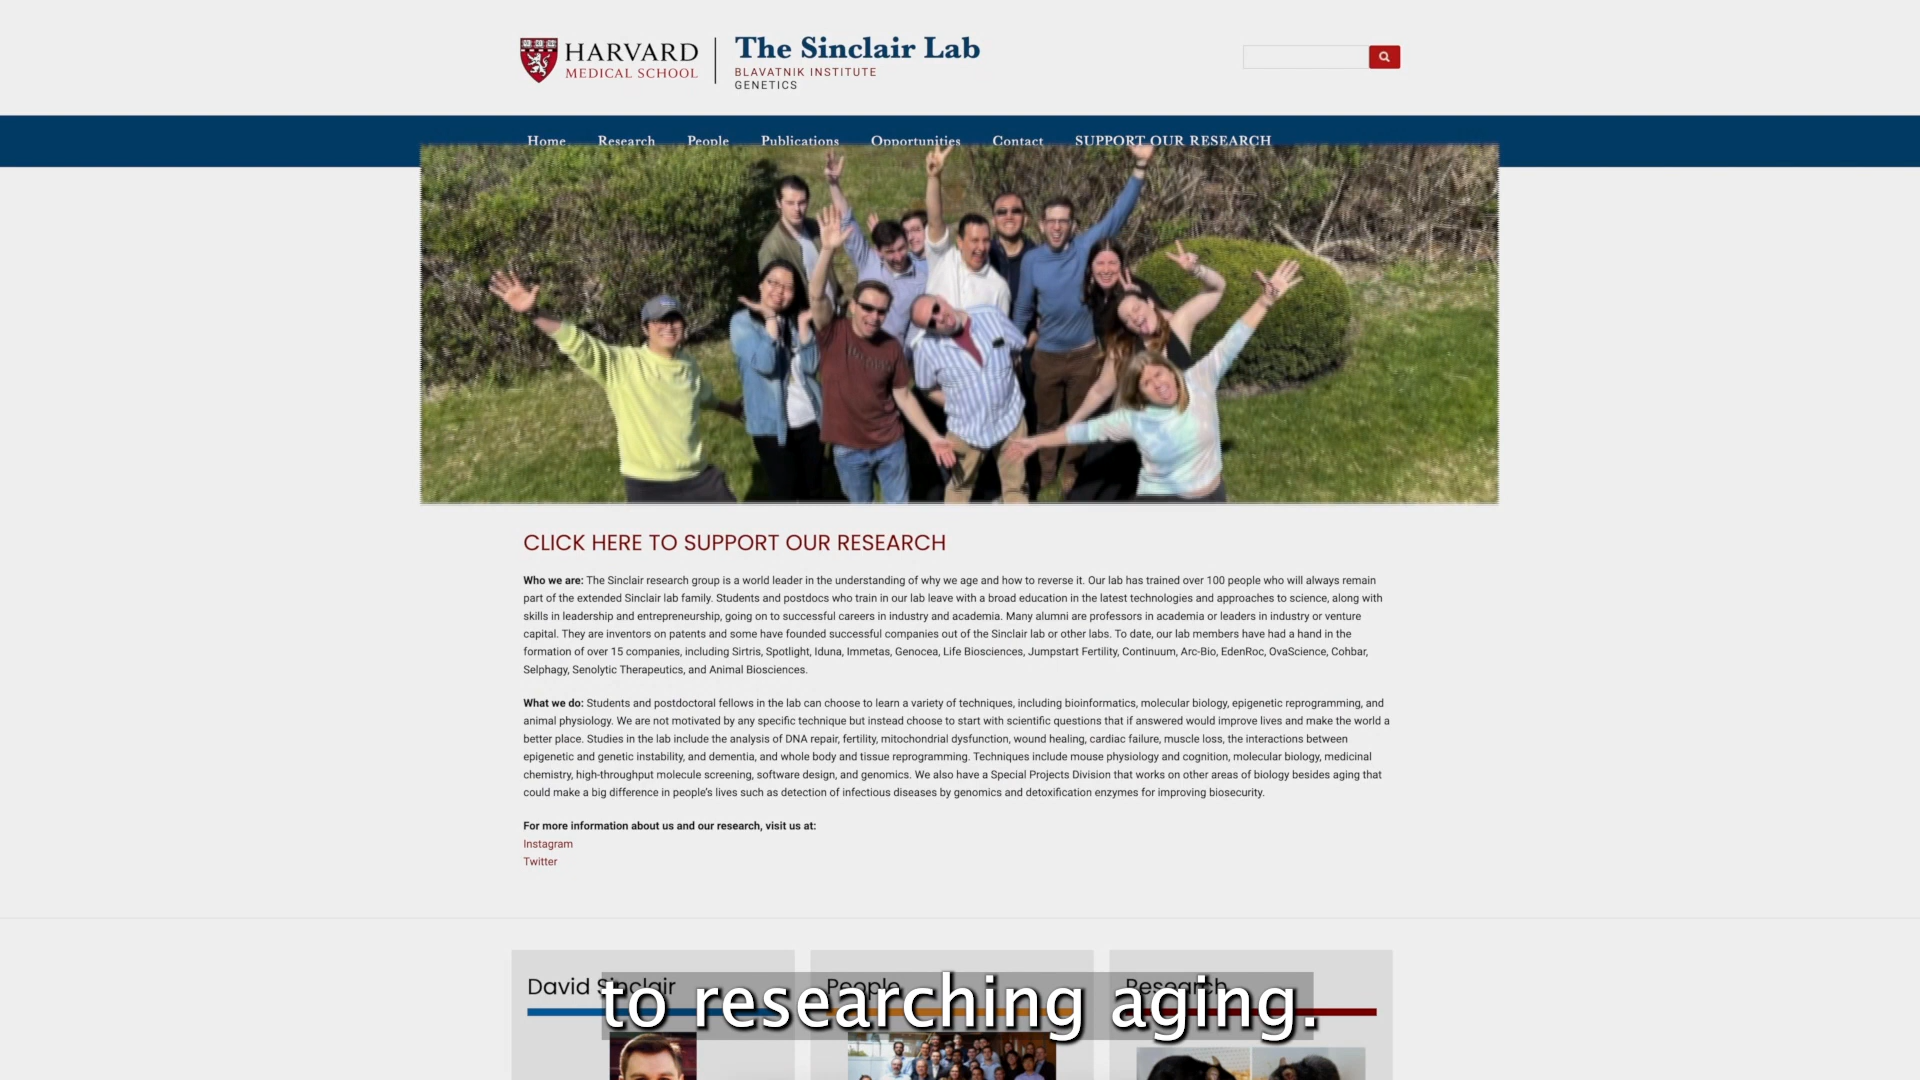 HARVARD
MEDICAL SCHOOL
The Sinclair Lab
BLAVATNIK INSTITUTE
GENETICS
Home Research People Publications Opportunities Contact SUPPORT OUR RESEARCH
CLICK HERE TO SUPPORT OUR RESEARCH
Who we are: The Sinclair research group is a world leader in the understanding of why we age and how to reverse it. Our lab has trained over 100 people who will always remain
part of the extended Sinclair lab family. Students and postdocs who train in our lab leave with a broad education in the latest technologies and approaches to science, along with
skills in leadership and entrepreneurship, going on to successful careers in industry and academia. Many alumni are professors in academia or leaders in industry or venture
capital. They are inventors on patents and some have founded successful companies out of the Sinclair lab or other labs. To date, our lab members have had a hand in the
formation of over 15 companies, including Sirtris, Spotlight, Iduna, Immetas, Genocea, Life Biosciences, Jumpstart Fertility, Continuum, Arc-Bio, EdenRoc, OvaScience, Cohbar,
Selphagy, Senolytic Therapeutics, and Animal Biosciences.
What we do: Students and postdoctoral fellows in the lab can choose to learn a variety of techniques, including bioinformatics, molecular biology, epigenetic reprogramming, and
animal physiology. We are not motivated by any specific technique but instead choose to start with scientific questions that if answered would improve lives and make the world a
better place. Studies in the lab include the analysis of DNA repair, fertility, mitochondrial dysfunction, wound healing, cardiac failure, muscle loss, the interactions between
epigenetic and genetic instability, and dementia, and whole body and tissue reprogramming. Techniques include mouse physiology and cognition, molecular biology, medicinal
chemistry, high-throughput molecule screening, software design, and genomics. We also have a Special Projects Division that works on other areas of biology besides aging that
could make a big difference in people's lives such as detection of infectious diseases by genomics and detoxification enzymes for improving biosecurity.
For more information about us and our research, visit us at:
Instagram
Twitter
David Sinclair People Research
to researching aging.